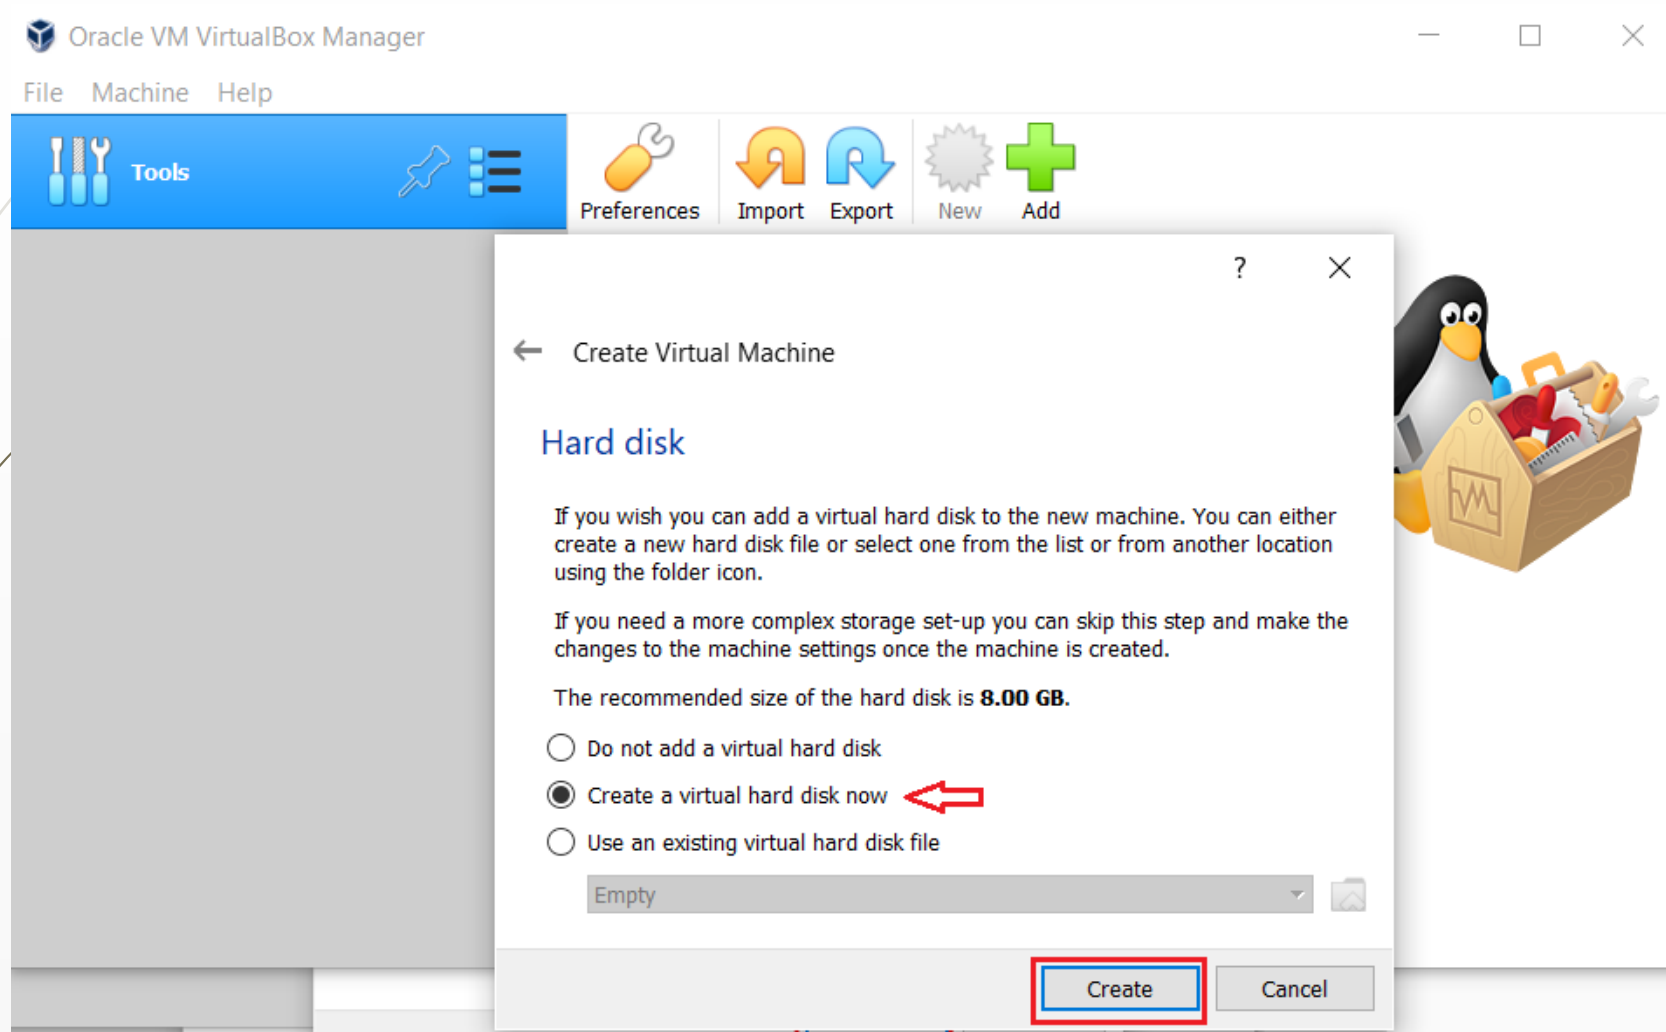 Oracle VM VirtualBox Manager
File Machine Help
Tools
Preferences Import Export New Add
?
Create Virtual Machine
Hard disk
If you wish you can add a virtual hard disk to the new machine. You can either
create a new hard disk file or select one from the list or from another location
using the folder icon.
If you need a more complex storage set-up you can skip this step and make the
changes to the machine settings once the machine is created.
The recommended size of the hard disk is 8.00 GB.
Do not add a virtual hard disk
Create a virtual hard disk now
Use an existing virtual hard disk file
Empty
Create Cancel